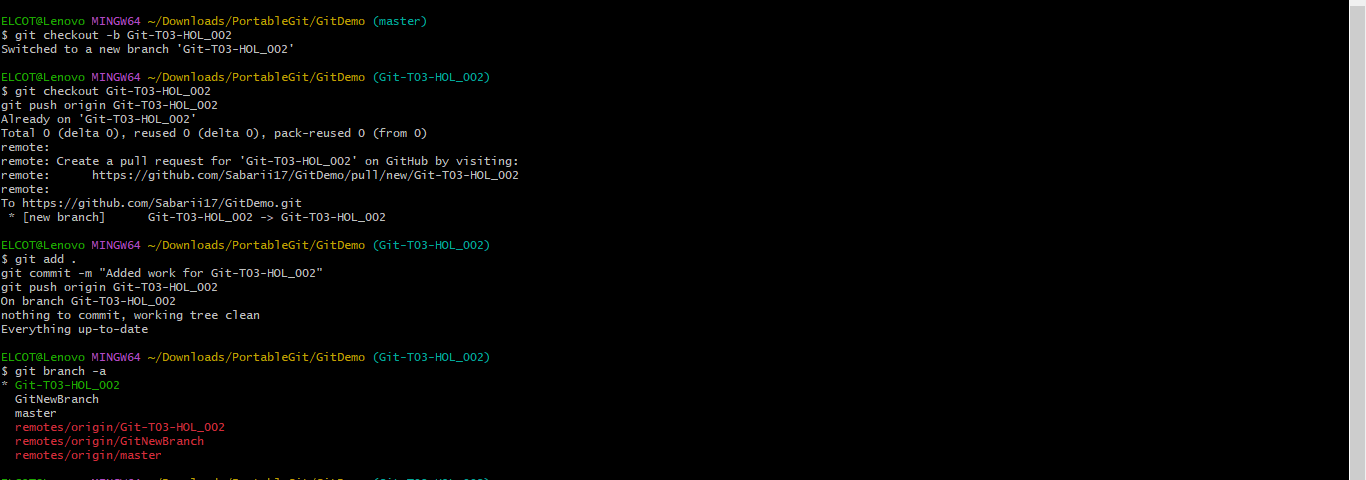 ELCOT@Lenovo MINGW64 ~/Downloads/PortableGit/GitDemo (master)
$ git checkout -b Git-T03-HOL_002
Switched to a new branch 'Git-T03-HOL_002'
ELCOT@Lenovo MINGW64 ~/Downloads/PortableGit/GitDemo (Git-T03-HOL_002)
$ git checkout Git-T03-HOL_002
git push origin Git-T03-HOL_002
Already on 'Git-T03-HOL_002'
Total 0 (delta 0), reused 0 (delta 0), pack-reused 0 (from 0)
remote:
remote: Create a pull request for 'Git-T03-HOL_002' on GitHub by visiting:
remote:      https://github.com/Sabarii17/GitDemo/pull/new/Git-T03-HOL_002
remote:
To https://github.com/Sabarii17/GitDemo.git
 * [new branch]      Git-T03-HOL_002 -> Git-T03-HOL_002
ELCOT@Lenovo MINGW64 ~/Downloads/PortableGit/GitDemo (Git-T03-HOL_002)
$ git add .
git commit -m "Added work for Git-T03-HOL_002"
git push origin Git-T03-HOL_002
On branch Git-T03-HOL_002
nothing to commit, working tree clean
Everything up-to-date
ELCOT@Lenovo MINGW64 ~/Downloads/PortableGit/GitDemo (Git-T03-HOL_002)
$ git branch -a
* Git-T03-HOL_002
  GitNewBranch
  master
  remotes/origin/Git-T03-HOL_002
  remotes/origin/GitNewBranch
  remotes/origin/master